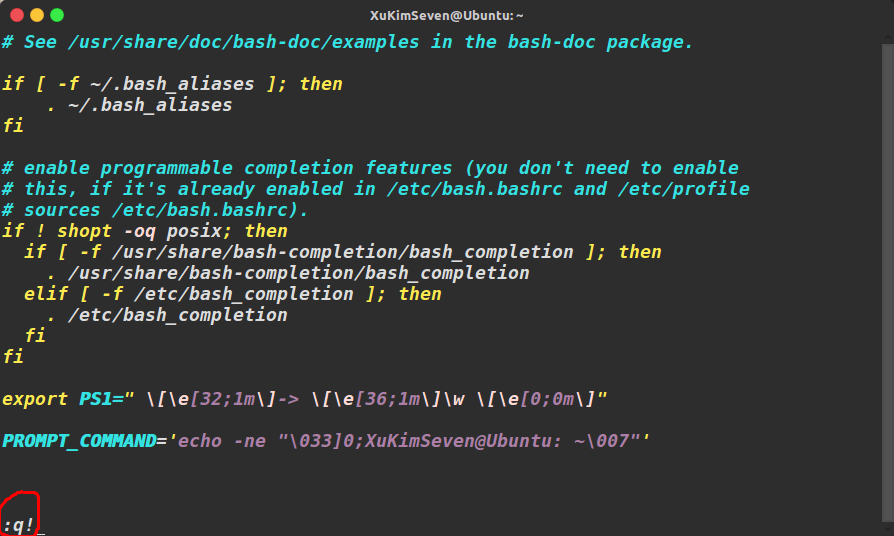 XuKimSeven@Ubuntu: ~
# See /usr/share/doc/bash-doc/examples in the bash-doc package.
if [ -f ~/.bash_aliases ]; then
    . ~/.bash_aliases
fi
# enable programmable completion features (you don't need to enable
# this, if it's already enabled in /etc/bash.bashrc and /etc/profile
# sources /etc/bash.bashrc).
if ! shopt -oq posix; then
  if [ -f /usr/share/bash-completion/bash_completion ]; then
    . /usr/share/bash-completion/bash_completion
  elif [ -f /etc/bash_completion ]; then
    . /etc/bash_completion
  fi
fi
export PS1=" \[\e[32;1m\]-> \[\e[36;1m\]\w \[\e[0;0m\]"
PROMPT_COMMAND='echo -ne "\033]0;XuKimSeven@Ubuntu: ~\007"'
:q!